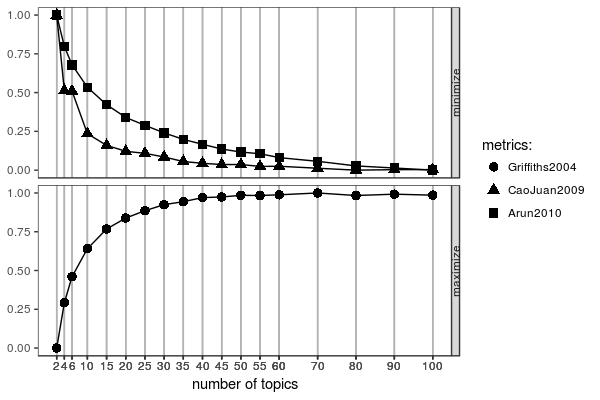 1.00
0.75
0.50
0.25
0.00
minimize
1.00
0.75
0.50
0.25
0.00
maximize
2 4 6 10 15 20 25 30 35 40 45 50 55 60 70 80 90 100
number of topics
metrics:
Griffiths2004
CaoJuan2009
Arun2010